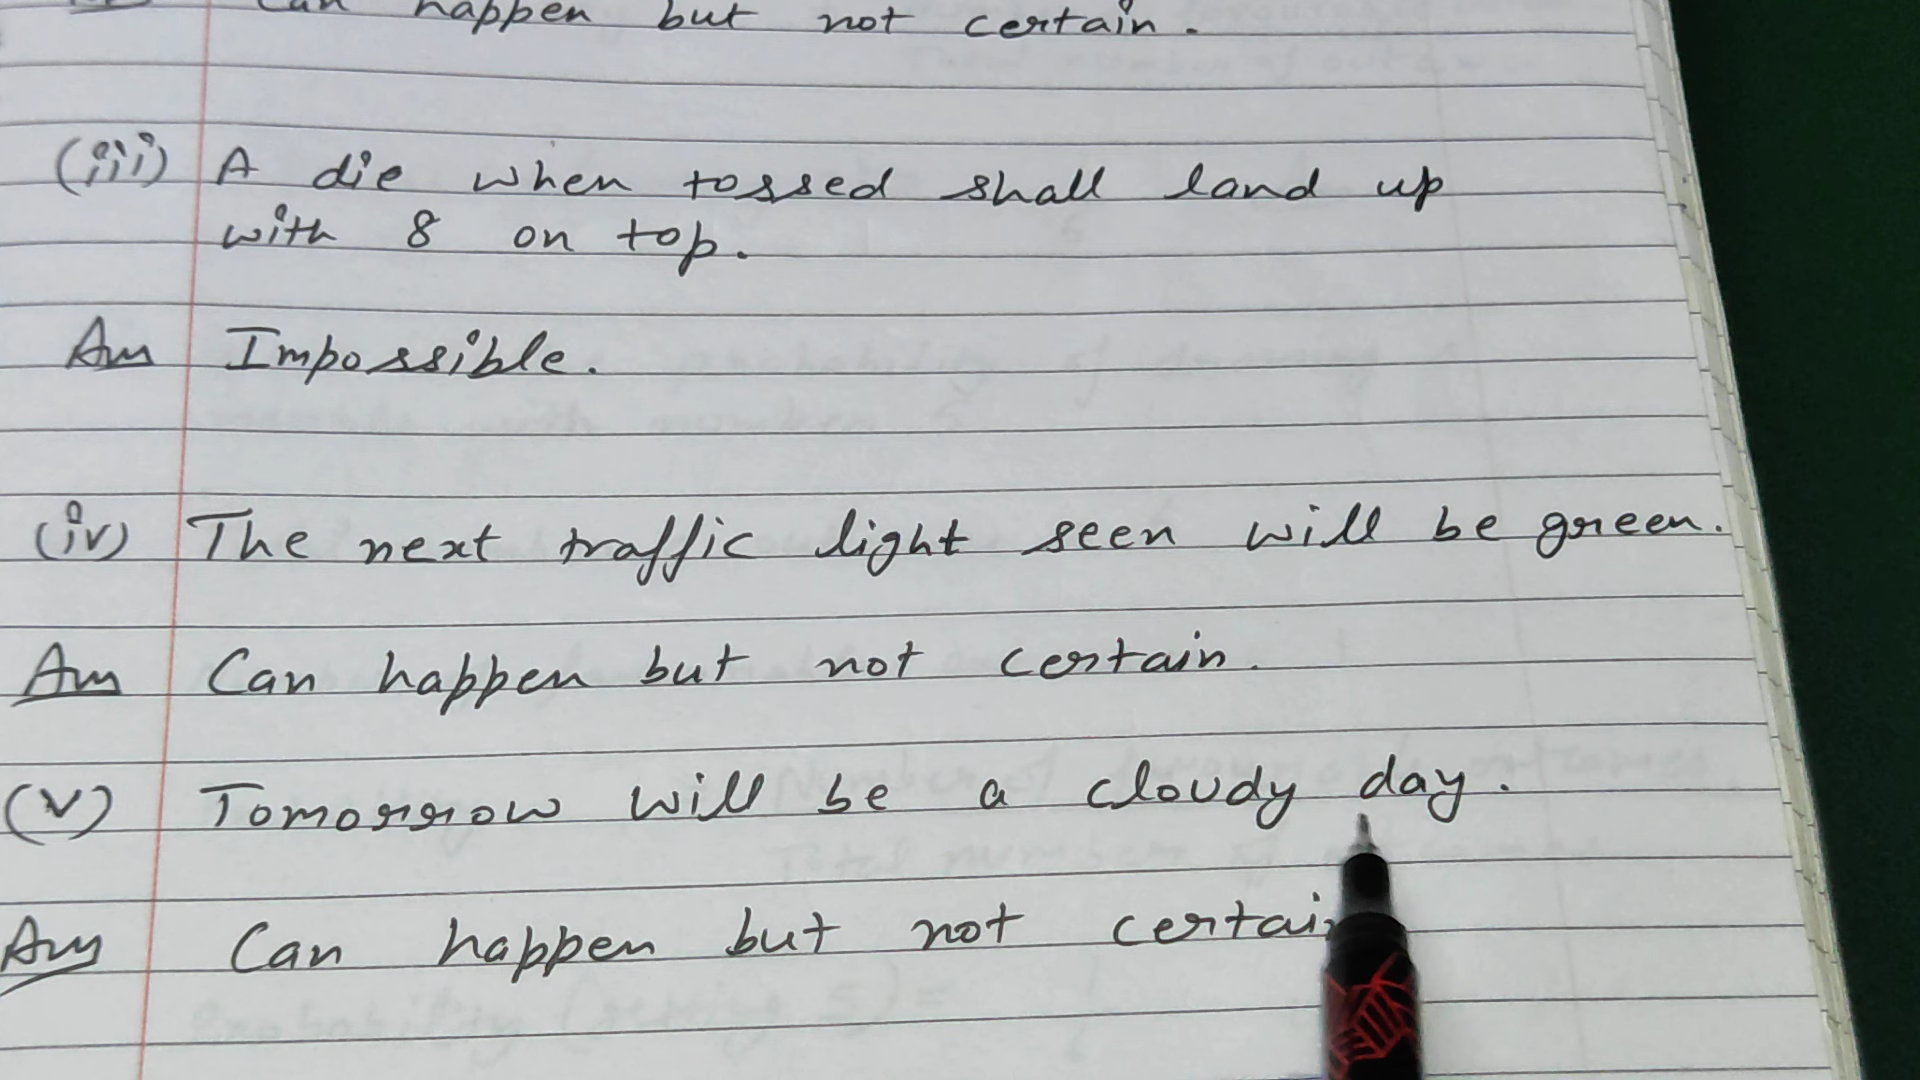 can happen but not certain.
(iii) A die when tossed shall land up
with 8 on top.
Ans Impossible.
(iv) The next traffic light seen will be green.
Ans Can happen but not certain.
(v) Tomorrow will be a cloudy day.
Ans Can happen but not certain